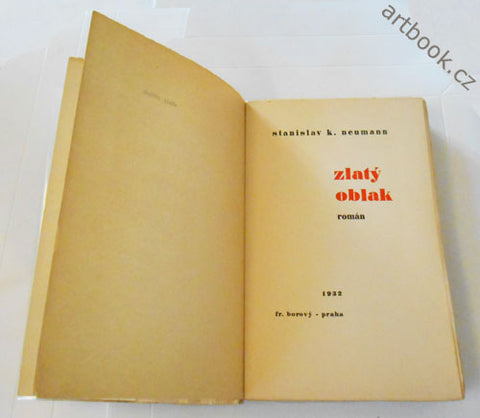 artbook.cz
stanislav k. neumann
zlatý
oblak
román
1932
fr. borový - praha